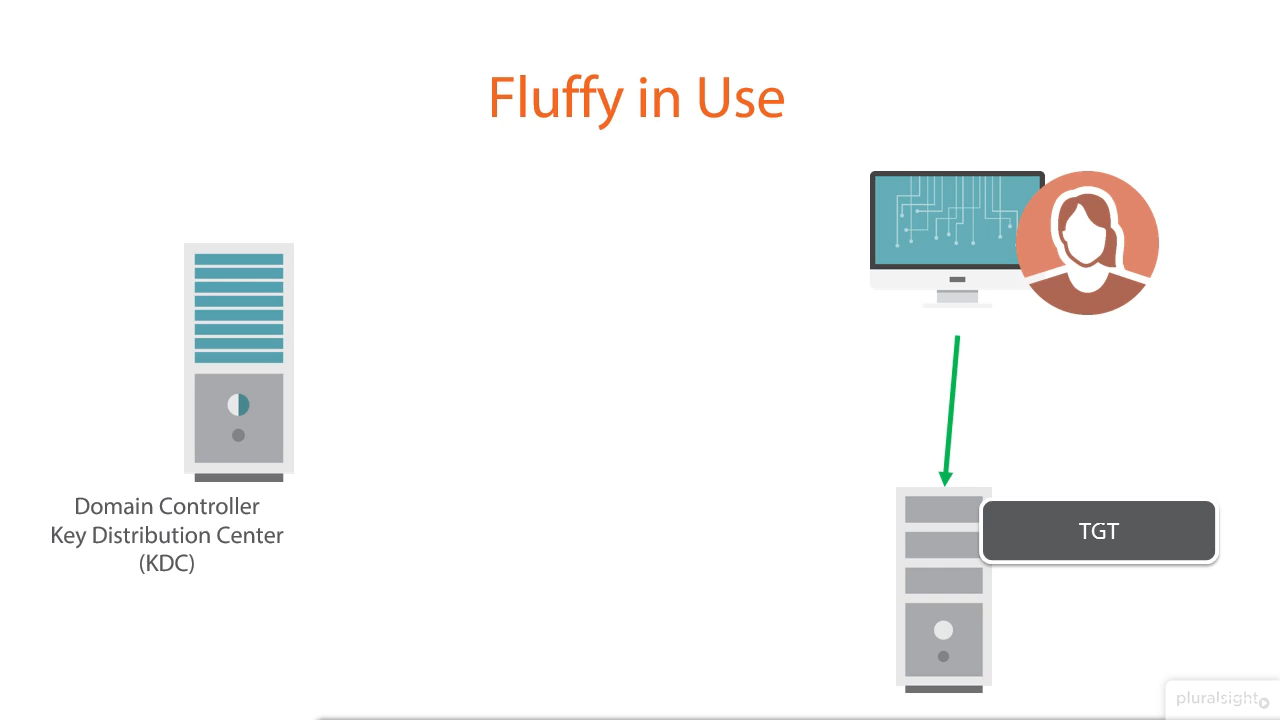 Fluffy in Use
Domain Controller
Key Distribution Center
(KDC)
TGT
pluralsight